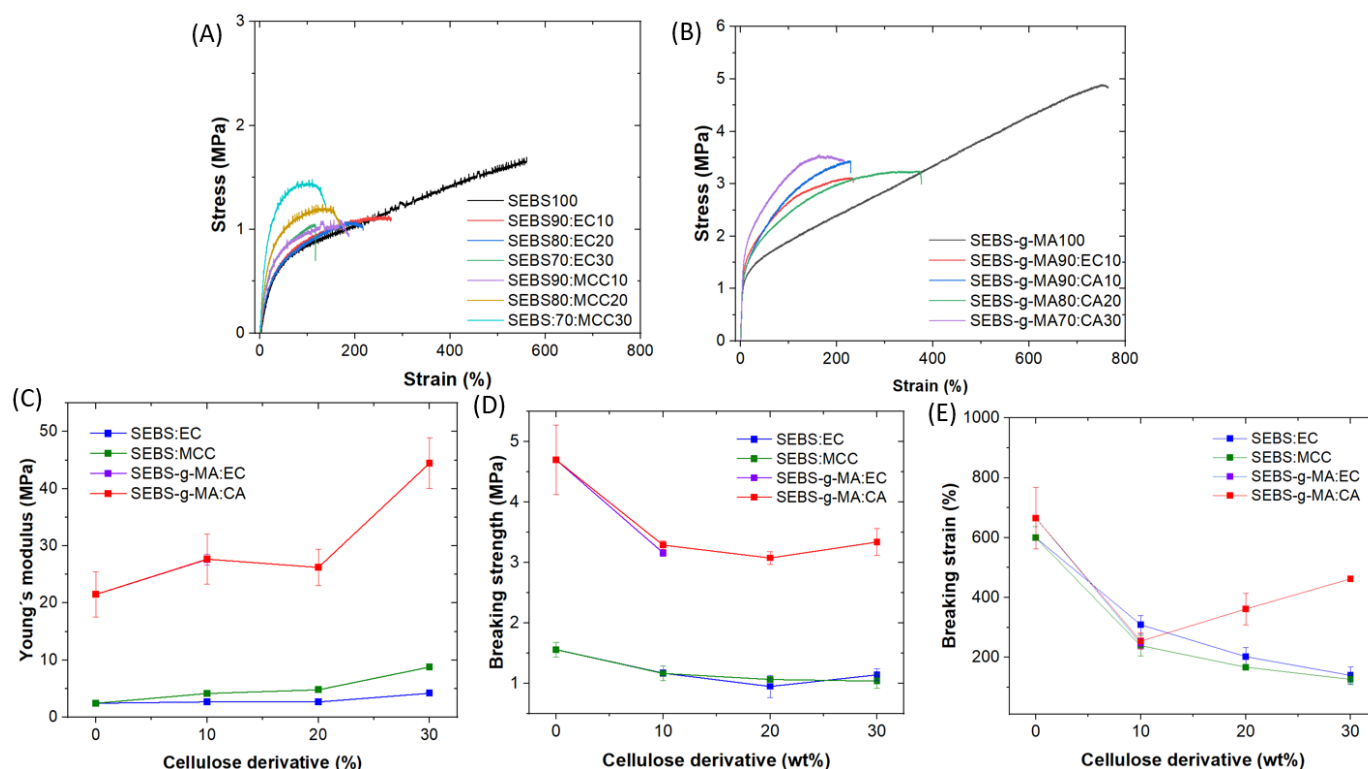 (A)
3
2
1
0
Stress (MPa)
0 200 400 600 800
Strain (%)
SEBS100
SEBS90:EC10
SEBS80:EC20
SEBS70:EC30
SEBS90:MCC10
SEBS80:MCC20
SEBS:70:MCC30
(B)
6
5
4
3
2
1
0
Stress (MPa)
0 200 400 600 800
Strain (%)
SEBS-g-MA100
SEBS-g-MA90:EC10
SEBS-g-MA90:CA10
SEBS-g-MA80:CA20
SEBS-g-MA70:CA30
(C)
50
40
30
20
10
0
Young´s modulus (MPa)
0 10 20 30
Cellulose derivative (%)
SEBS:EC
SEBS:MCC
SEBS-g-MA:EC
SEBS-g-MA:CA
(D)
5
4
3
2
1
Breaking strength (MPa)
0 10 20 30
Cellulose derivative (wt%)
SEBS:EC
SEBS:MCC
SEBS-g-MA:EC
SEBS-g-MA:CA
(E)
1000
800
600
400
200
Breaking strain (%)
0 10 20 30
Cellulose derivative (wt%)
SEBS:EC
SEBS:MCC
SEBS-g-MA:EC
SEBS-g-MA:CA